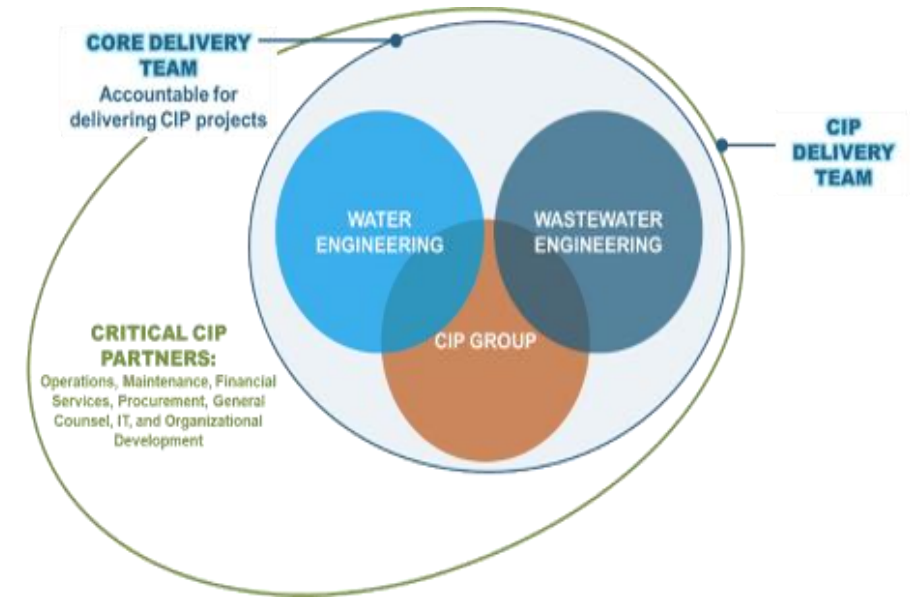 CORE DELIVERY
TEAM
Accountable for
delivering CIP projects
CIP
DELIVERY
TEAM
WATER
ENGINEERING
WASTEWATER
ENGINEERING
CIP GROUP
CRITICAL CIP
PARTNERS:
Operations, Maintenance, Financial
Services, Procurement, General
Counsel, IT, and Organizational
Development